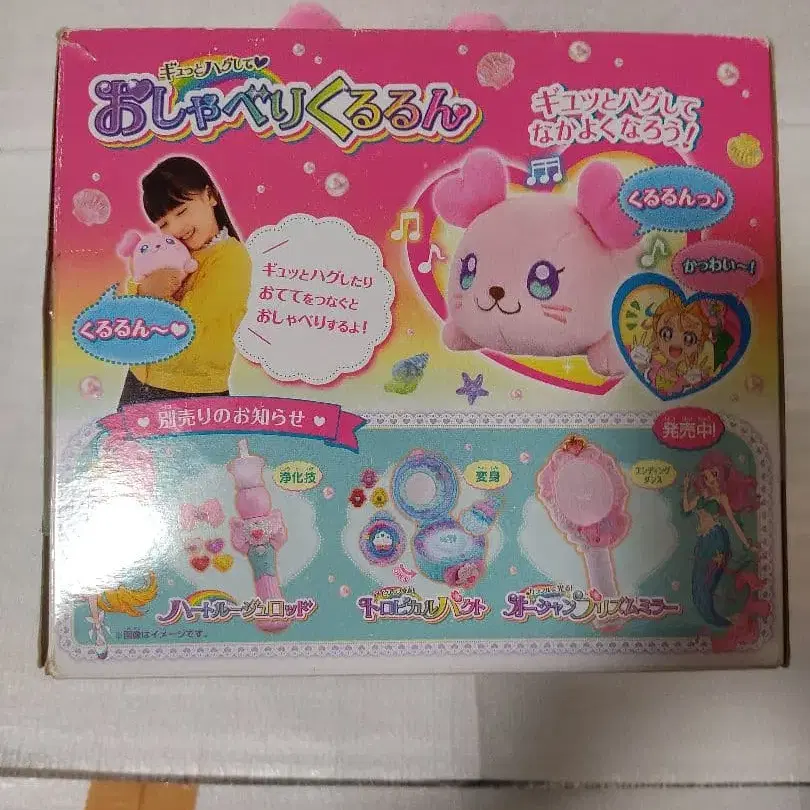 ギュッとハグして♥
おしゃべりくるるん
ギュッとハグして
なかよくなろう!
くるるんっ♪
かっわい〜!
ギュッとハグしたり
おててをつなぐと
おしゃべりするよ!
くるるん〜♥
♥ 別売りのお知らせ ♥
発売中!
浄化技
変身
エンディング
ダンス
ハートルージュロッド
トロピカルパクト
オーシャンプリズムミラー
※画像はイメージです。